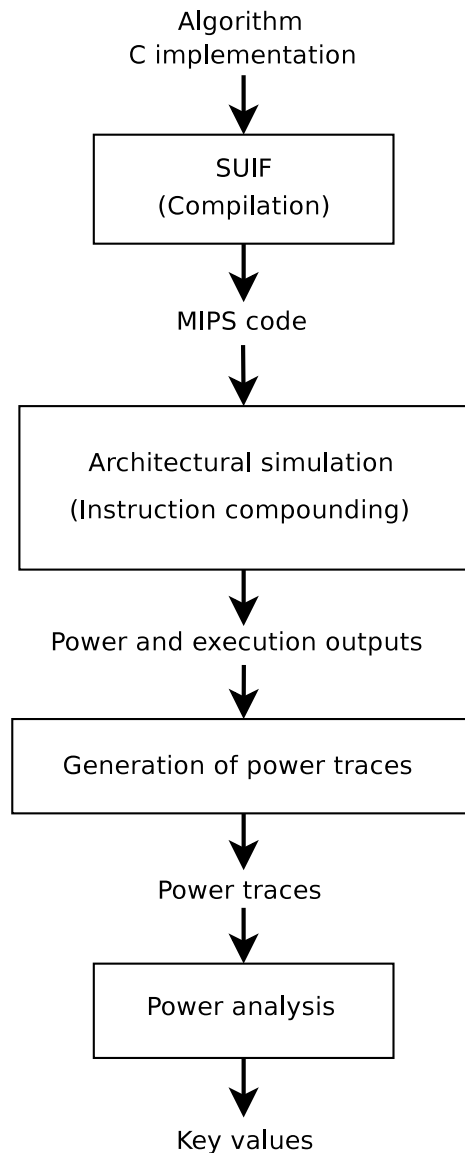 Algorithm
C implementation
SUIF
(Compilation)
MIPS code
Architectural simulation
(Instruction compounding)
Power and execution outputs
Generation of power traces
Power traces
Power analysis
Key values